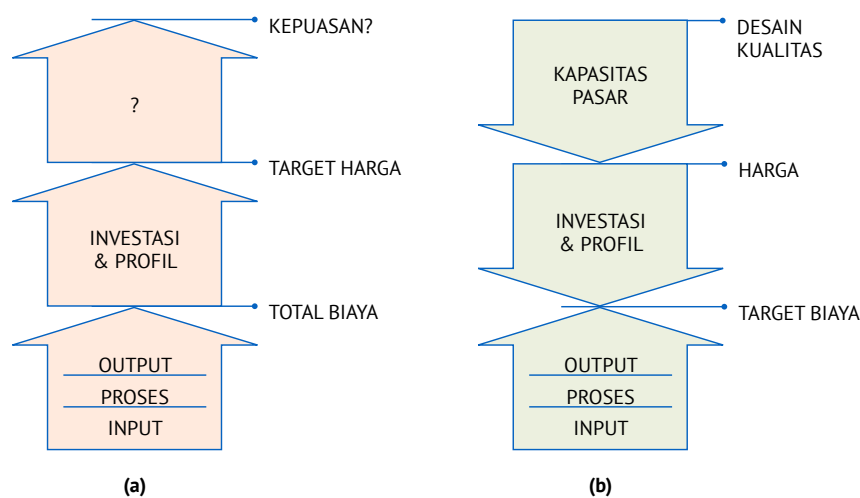 KEPUASAN?
?
TARGET HARGA
INVESTASI
& PROFIL
TOTAL BIAYA
OUTPUT
PROSES
INPUT
(a)
DESAIN
KUALITAS
KAPASITAS
PASAR
HARGA
INVESTASI
& PROFIL
TARGET BIAYA
OUTPUT
PROSES
INPUT
(b)